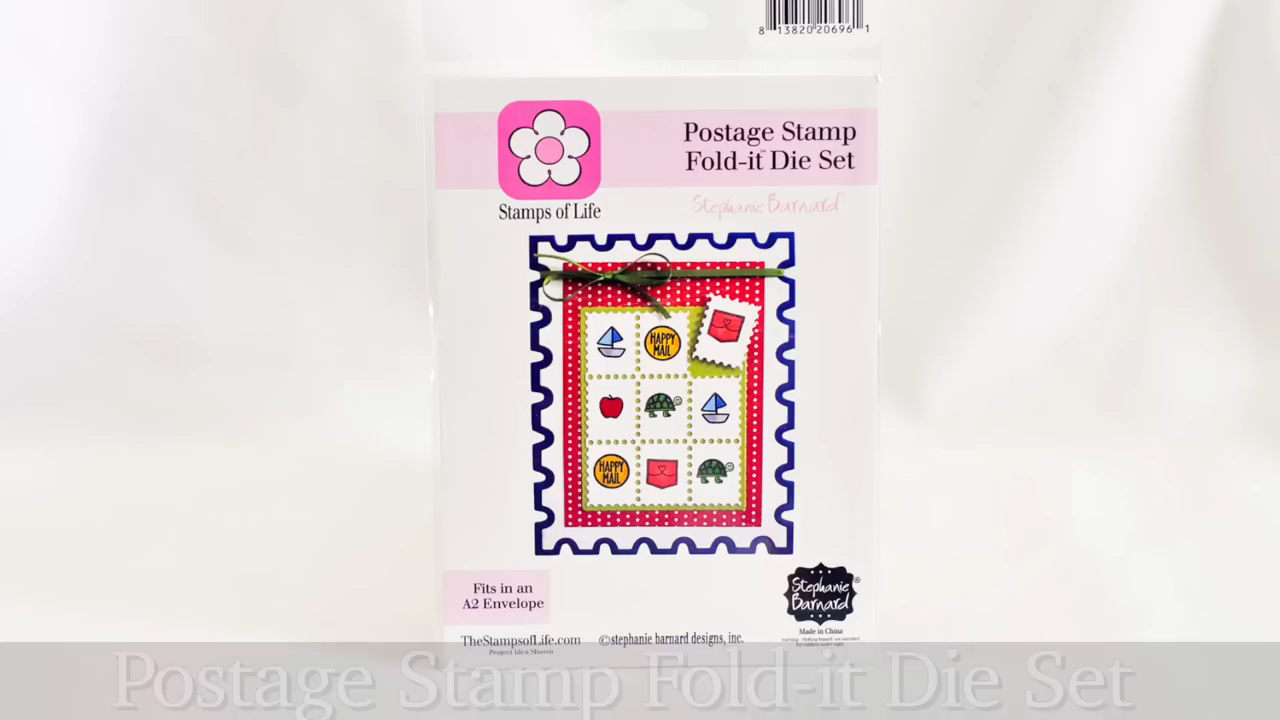 8 13820 20696 1
Postage Stamp
Fold-it™ Die Set
Stephanie Barnard
Stamps of Life
HAPPY
MAIL
HAPPY
MAIL
Fits in an
A2 Envelope
Stephanie
Barnard®
Made in China
TheStampsofLife.com ©stephanie barnard designs, inc.
Project Idea Shown
Postage Stamp Fold-it Die Set